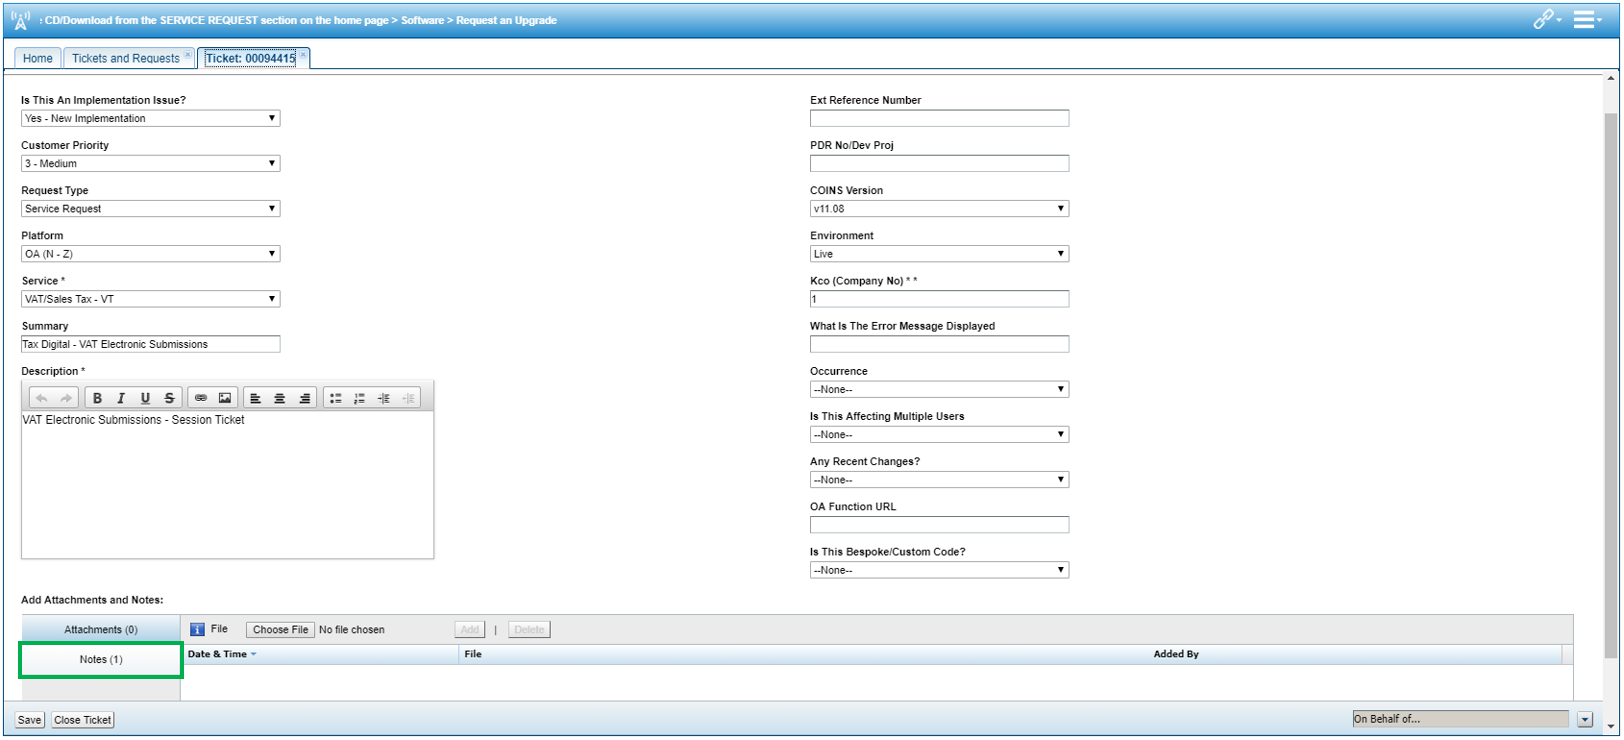 : CD/Download from the SERVICE REQUEST section on the home page > Software > Request an Upgrade
Home
Tickets and Requests
Ticket: 00094415
Is This An Implementation Issue?
Yes - New Implementation
Customer Priority
3 - Medium
Request Type
Service Request
Platform
OA (N - Z)
Service *
VAT/Sales Tax - VT
Summary
Tax Digital - VAT Electronic Submissions
Description *
B I U S
VAT Electronic Submissions - Session Ticket
Ext Reference Number
PDR No/Dev Proj
COINS Version
v11.08
Environment
Live
Kco (Company No) * *
1
What Is The Error Message Displayed
Occurrence
--None--
Is This Affecting Multiple Users
--None--
Any Recent Changes?
--None--
OA Function URL
Is This Bespoke/Custom Code?
--None--
Add Attachments and Notes:
Attachments (0)
Notes (1)
File Choose File No file chosen Add | Delete
Date & Time File Added By
Save Close Ticket On Behalf of...